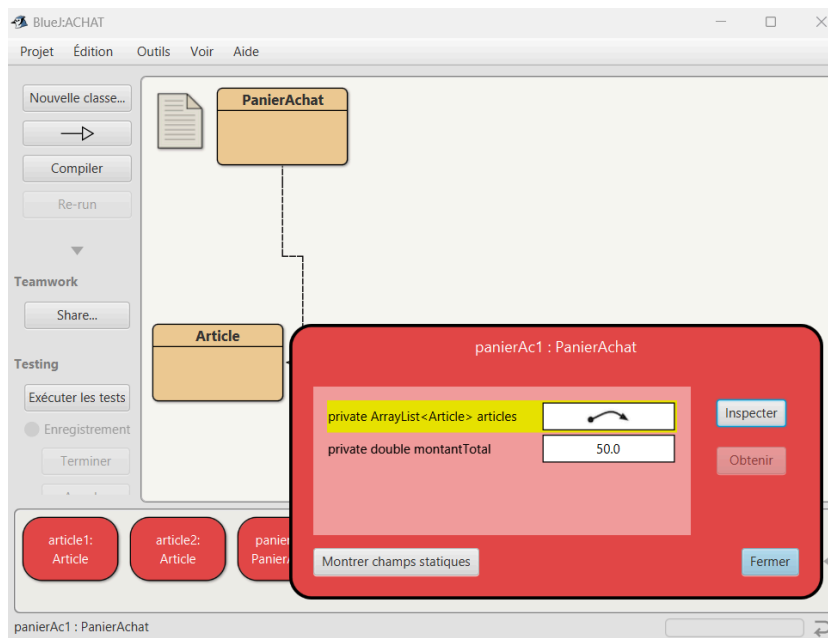 BlueJ:ACHAT
Projet Édition Outils Voir Aide
Nouvelle classe...
Compiler
Re-run
Teamwork
Share...
Testing
Exécuter les tests
Enregistrement
Terminer
PanierAchat
Article
panierAc1 : PanierAchat
private ArrayList<Article> articles
private double montantTotal 50.0
Inspecter
Obtenir
Montrer champs statiques
Fermer
article1:
Article
article2:
Article
panierAc1 : PanierAchat